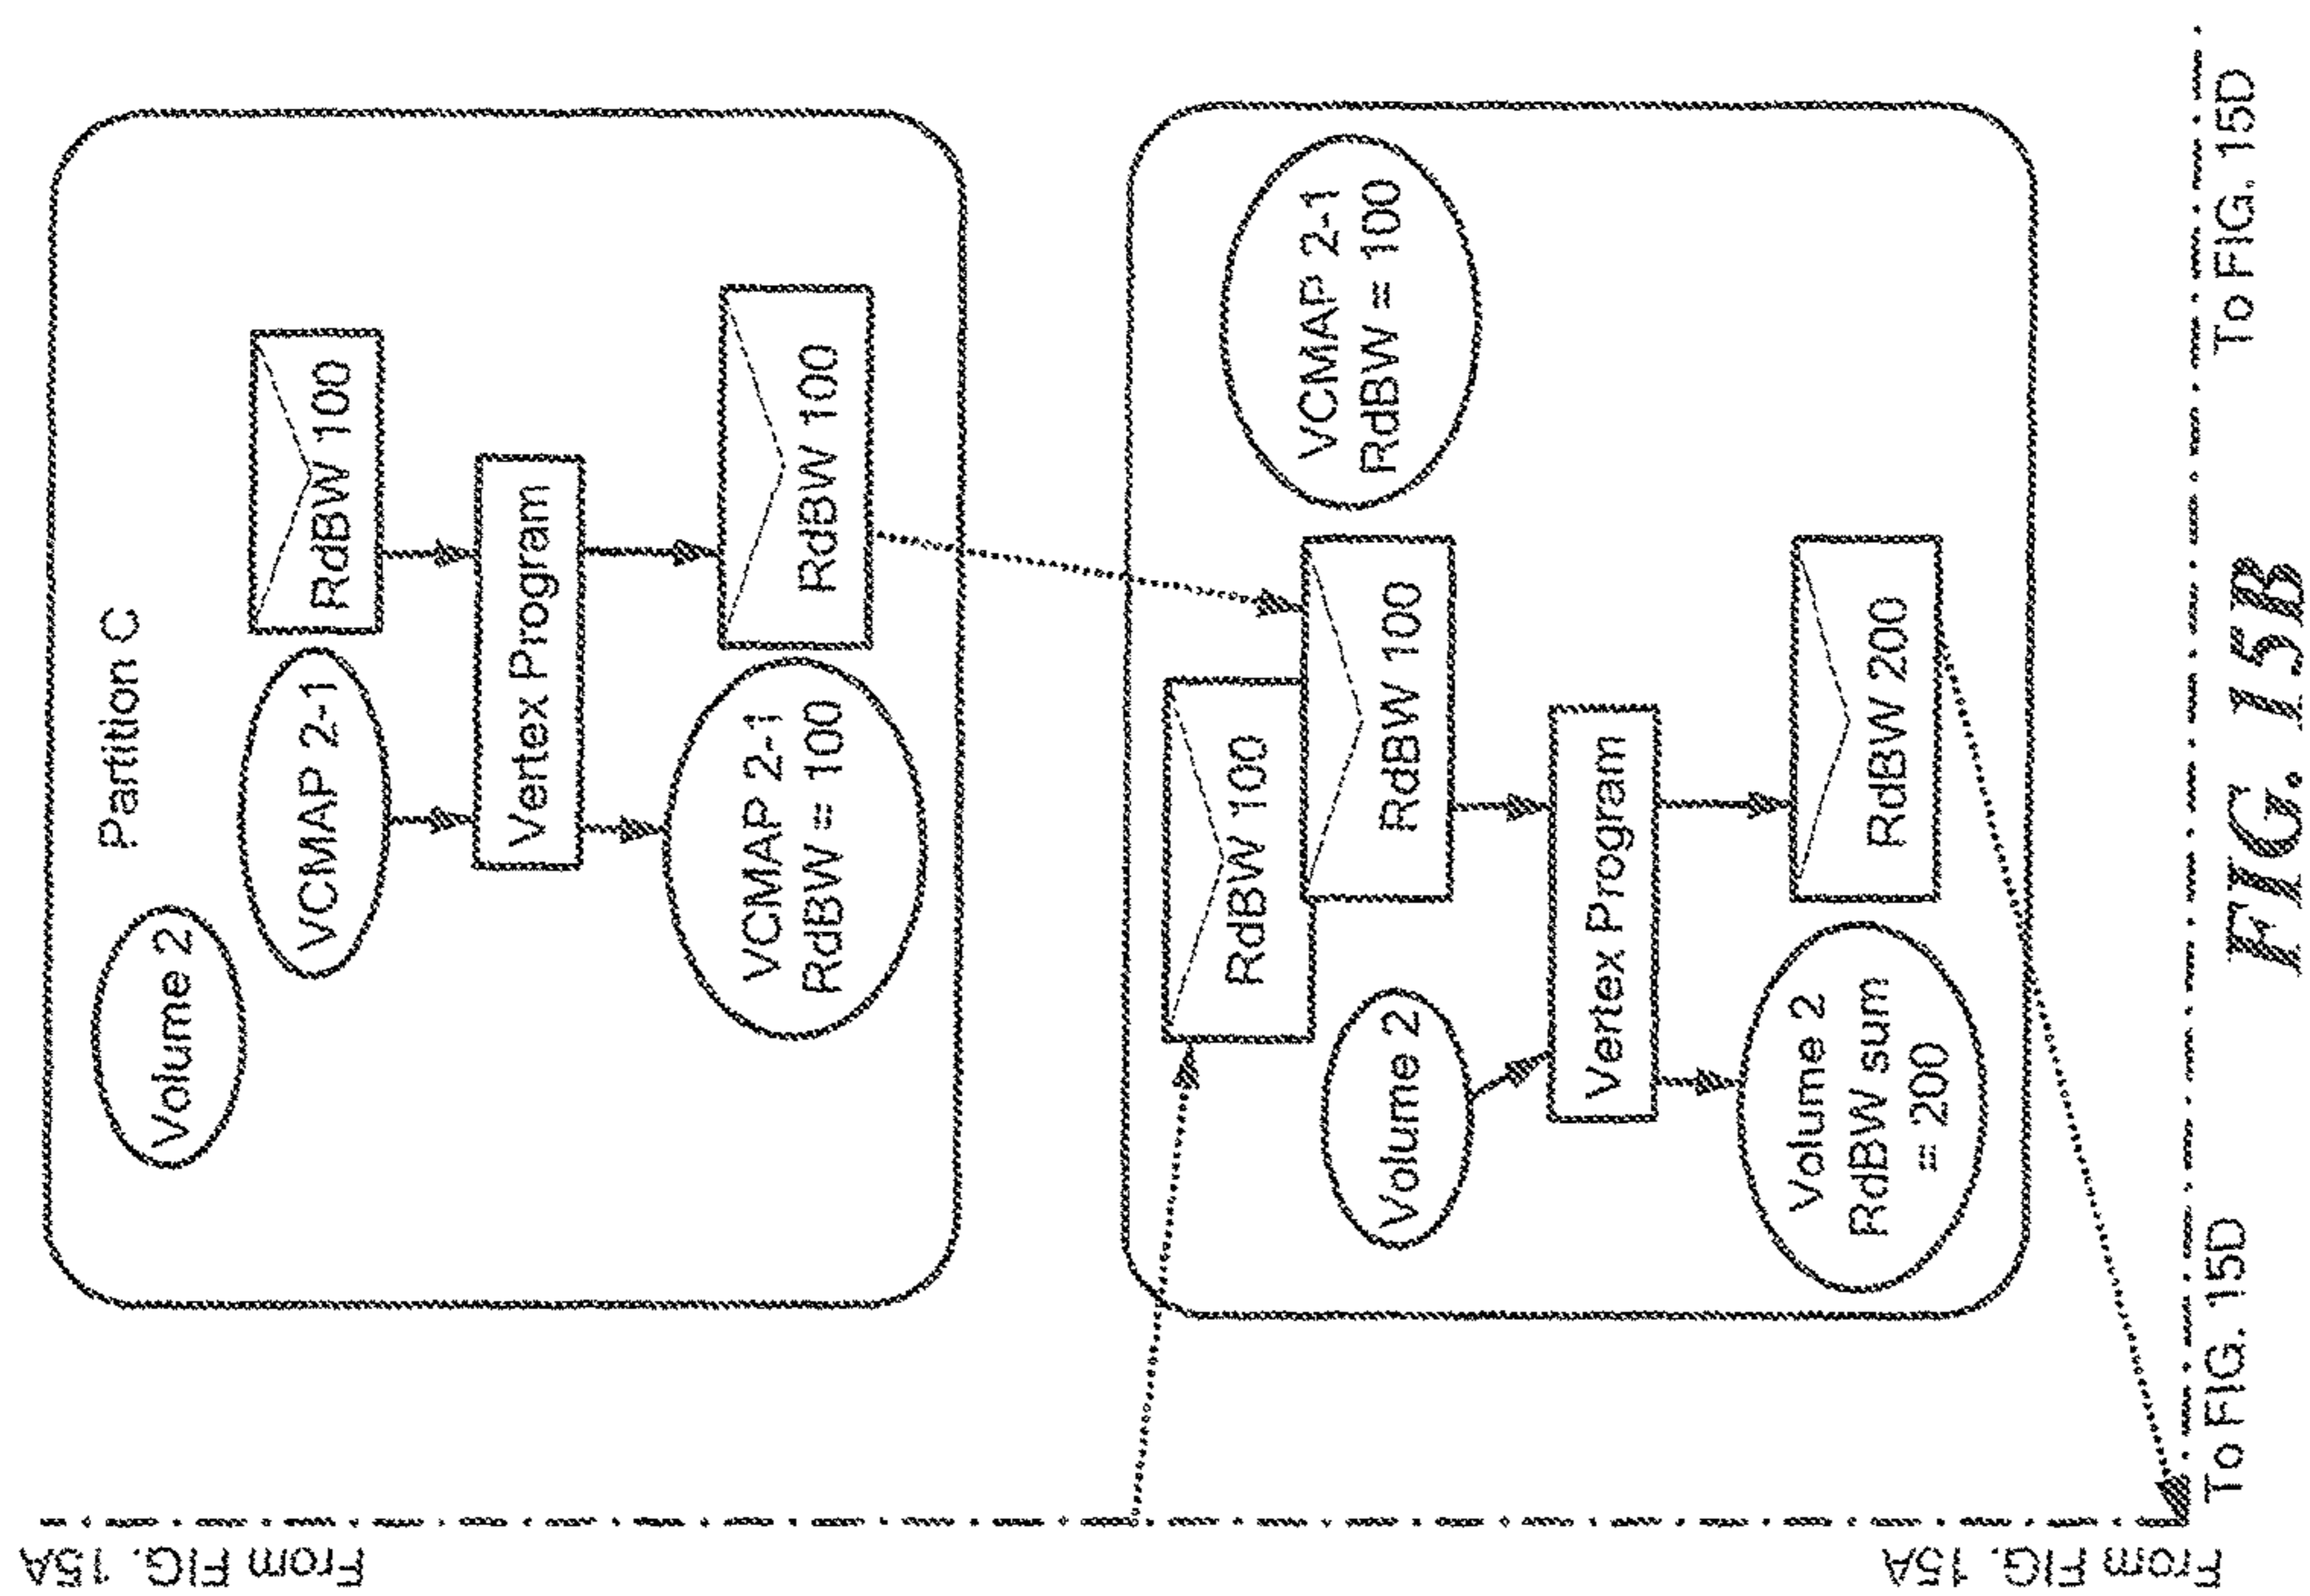 From FIG. 15A
From FIG. 15A
Partition C
Volume 2
VCMAP 2-1
RdBW 100
Vertex Program
VCMAP 2-1
RdBW = 100
RdBW 100
RdBW 100
RdBW 100
VCMAP 2-1
RdBW = 100
Volume 2
Vertex Program
Volume 2
RdBW sum
= 200
RdBW 200
To FIG. 15D
To FIG. 15D
FIG. 15B